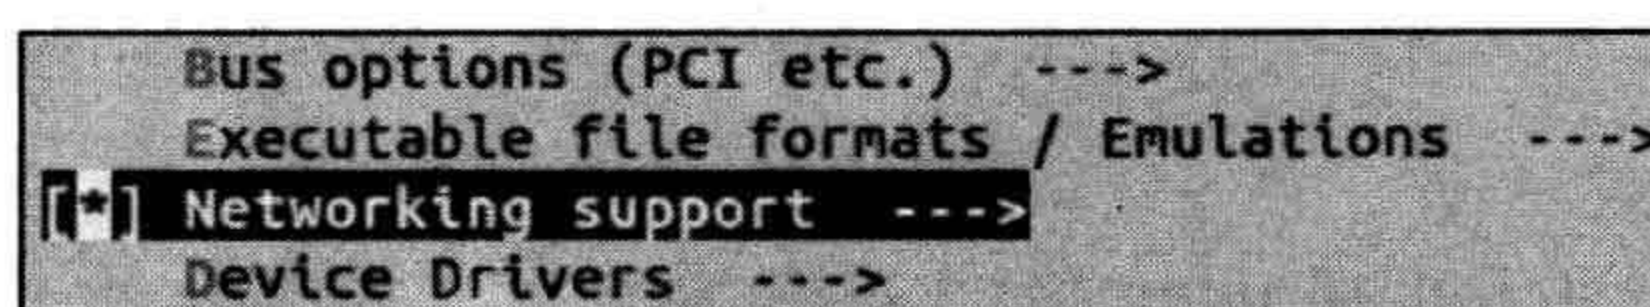 Bus options (PCI etc.)  --->
Executable file formats / Emulations  --->
[*] Networking support  --->
Device Drivers  --->